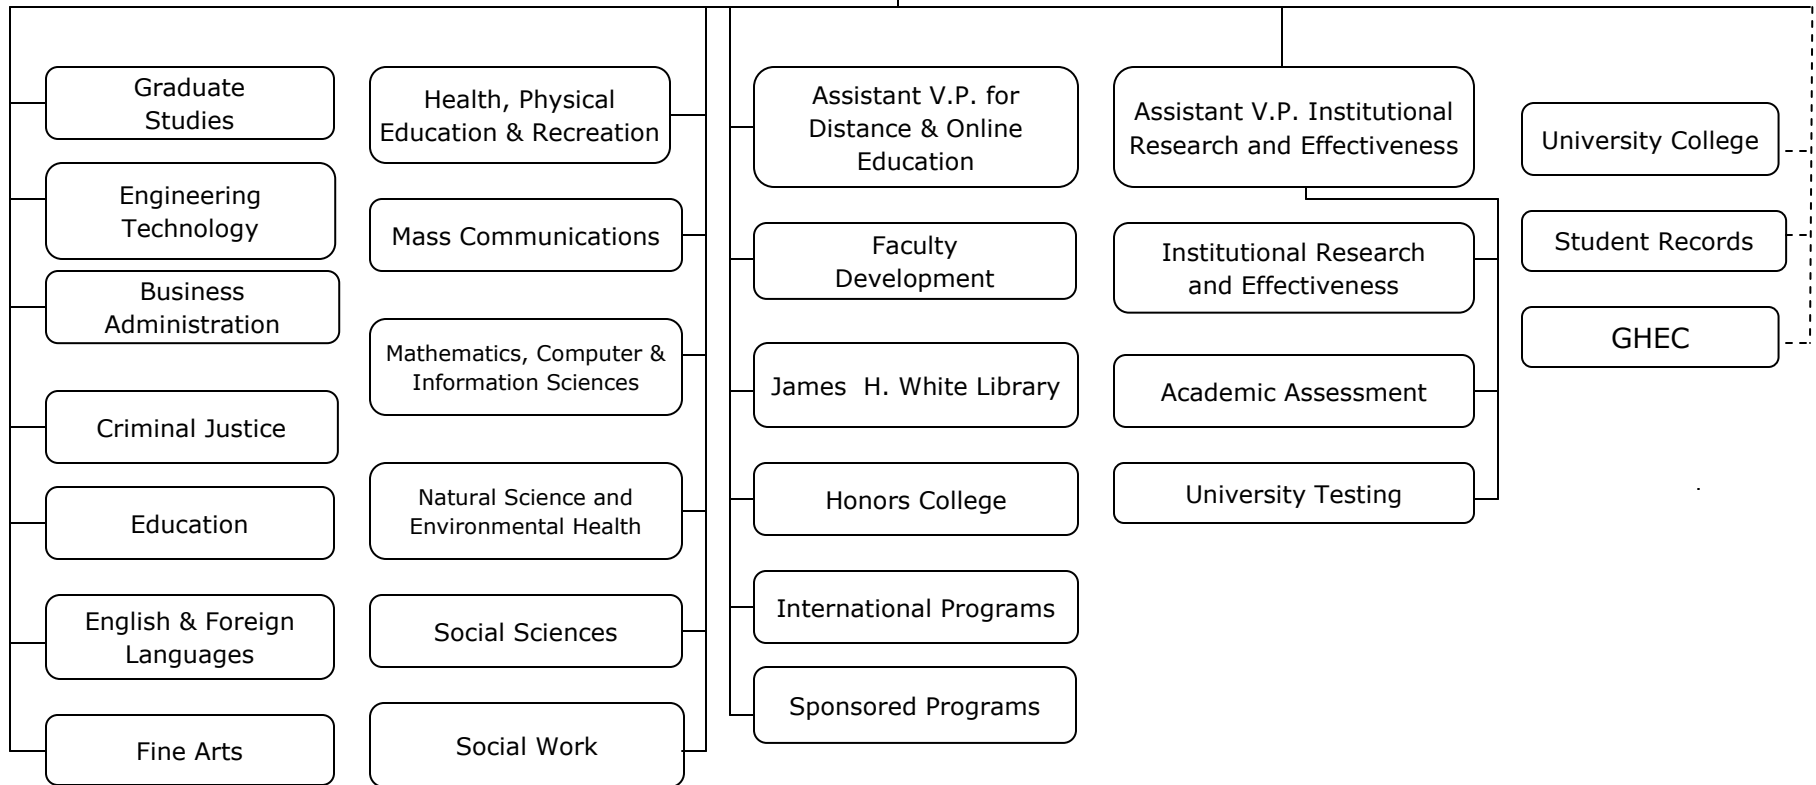 Graduate
Studies
Engineering
Technology
Business
Administration
Criminal Justice
Education
English & Foreign
Languages
Fine Arts
Health, Physical
Education & Recreation
Mass Communications
Mathematics, Computer &
Information Sciences
Natural Science and
Environmental Health
Social Sciences
Social Work
Assistant V.P. for
Distance & Online
Education
Faculty
Development
James H. White Library
Honors College
International Programs
Sponsored Programs
Assistant V.P. Institutional
Research and Effectiveness
Institutional Research
and Effectiveness
Academic Assessment
University Testing
University College
Student Records
GHEC
.